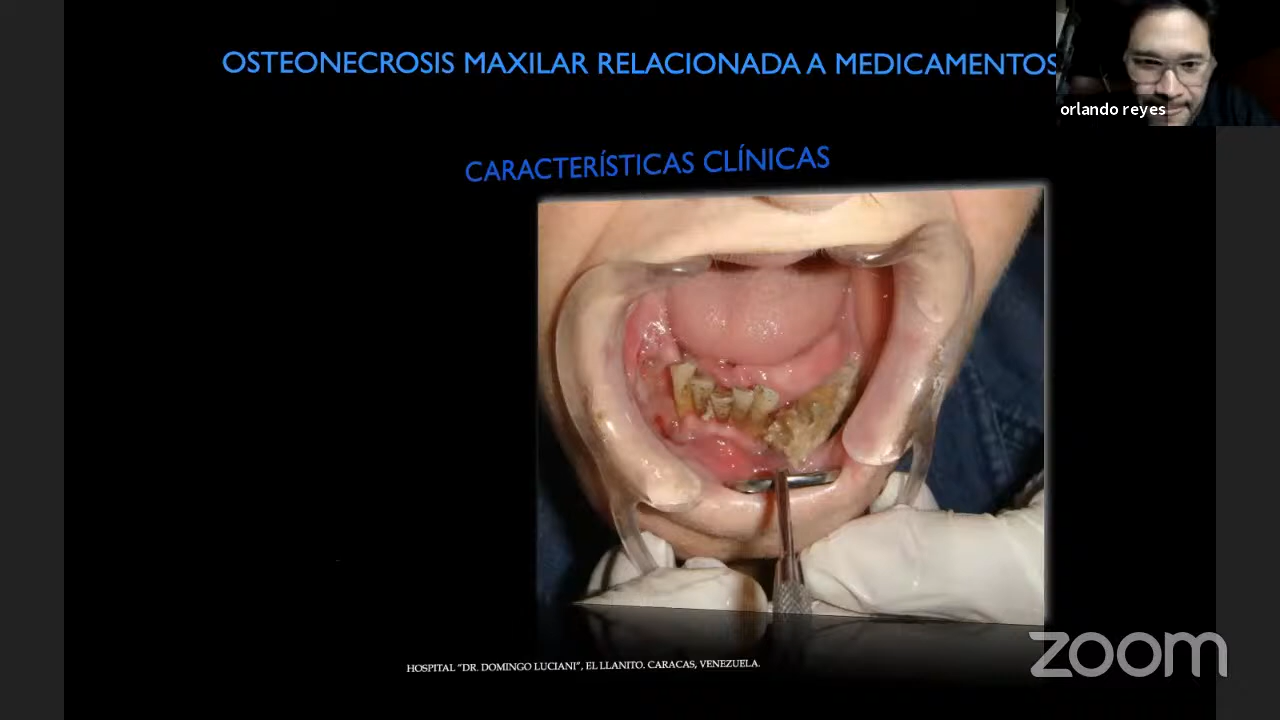 OSTEONECROSIS MAXILAR RELACIONADA A MEDICAMENTOS
orlando reyes
CARACTERÍSTICAS CLÍNICAS
zoom
HOSPITAL "DR. DOMINGO LUCIANI", EL LLANITO. CARACAS, VENEZUELA.